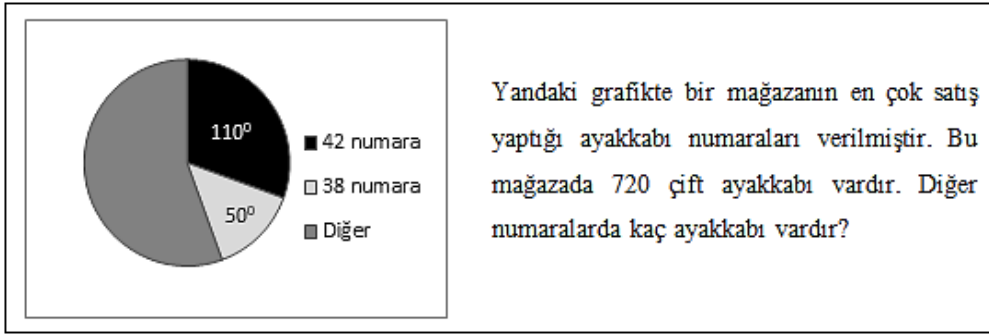 110⁰
50⁰
42 numara
38 numara
Diğer
Yandaki grafikte bir mağazanın en çok satış
yaptığı ayakkabı numaraları verilmiştir. Bu
mağazada 720 çift ayakkabı vardır. Diğer
numaralarda kaç ayakkabı vardır?